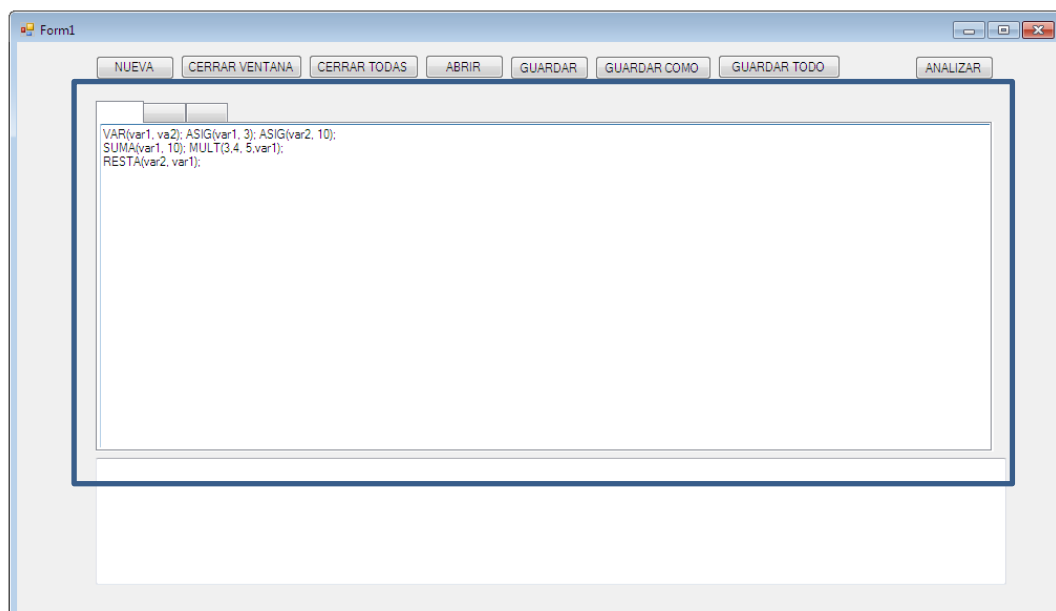 Form1
NUEVA CERRAR VENTANA CERRAR TODAS ABRIR GUARDAR GUARDAR COMO GUARDAR TODO ANALIZAR
VAR(var1, va2); ASIG(var1, 3); ASIG(var2, 10);
SUMA(var1, 10); MULT(3,4, 5,var1);
RESTA(var2, var1);